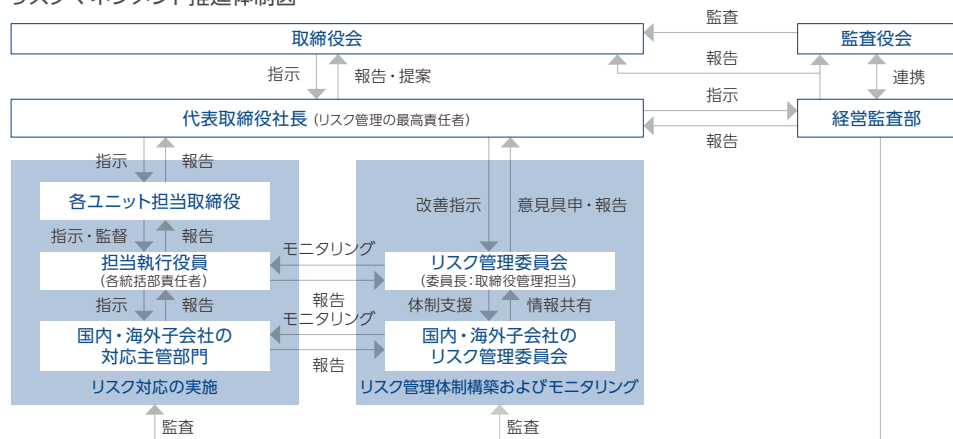 リスクマネジメント推進体制図
取締役会
監査
監査役会
報告
指示
報告・提案
連携
代表取締役社長 (リスク管理の最高責任者)
指示
報告
経営監査部
指示
報告
各ユニット担当取締役
指示・監督
報告
改善指示
意見具申・報告
担当執行役員
(各統括部責任者)
モニタリング
報告
リスク管理委員会
(委員長：取締役管理担当)
指示
報告
体制支援
情報共有
国内・海外子会社の
対応主管部門
モニタリング
報告
国内・海外子会社の
リスク管理委員会
リスク対応の実施
リスク管理体制構築およびモニタリング
監査
監査